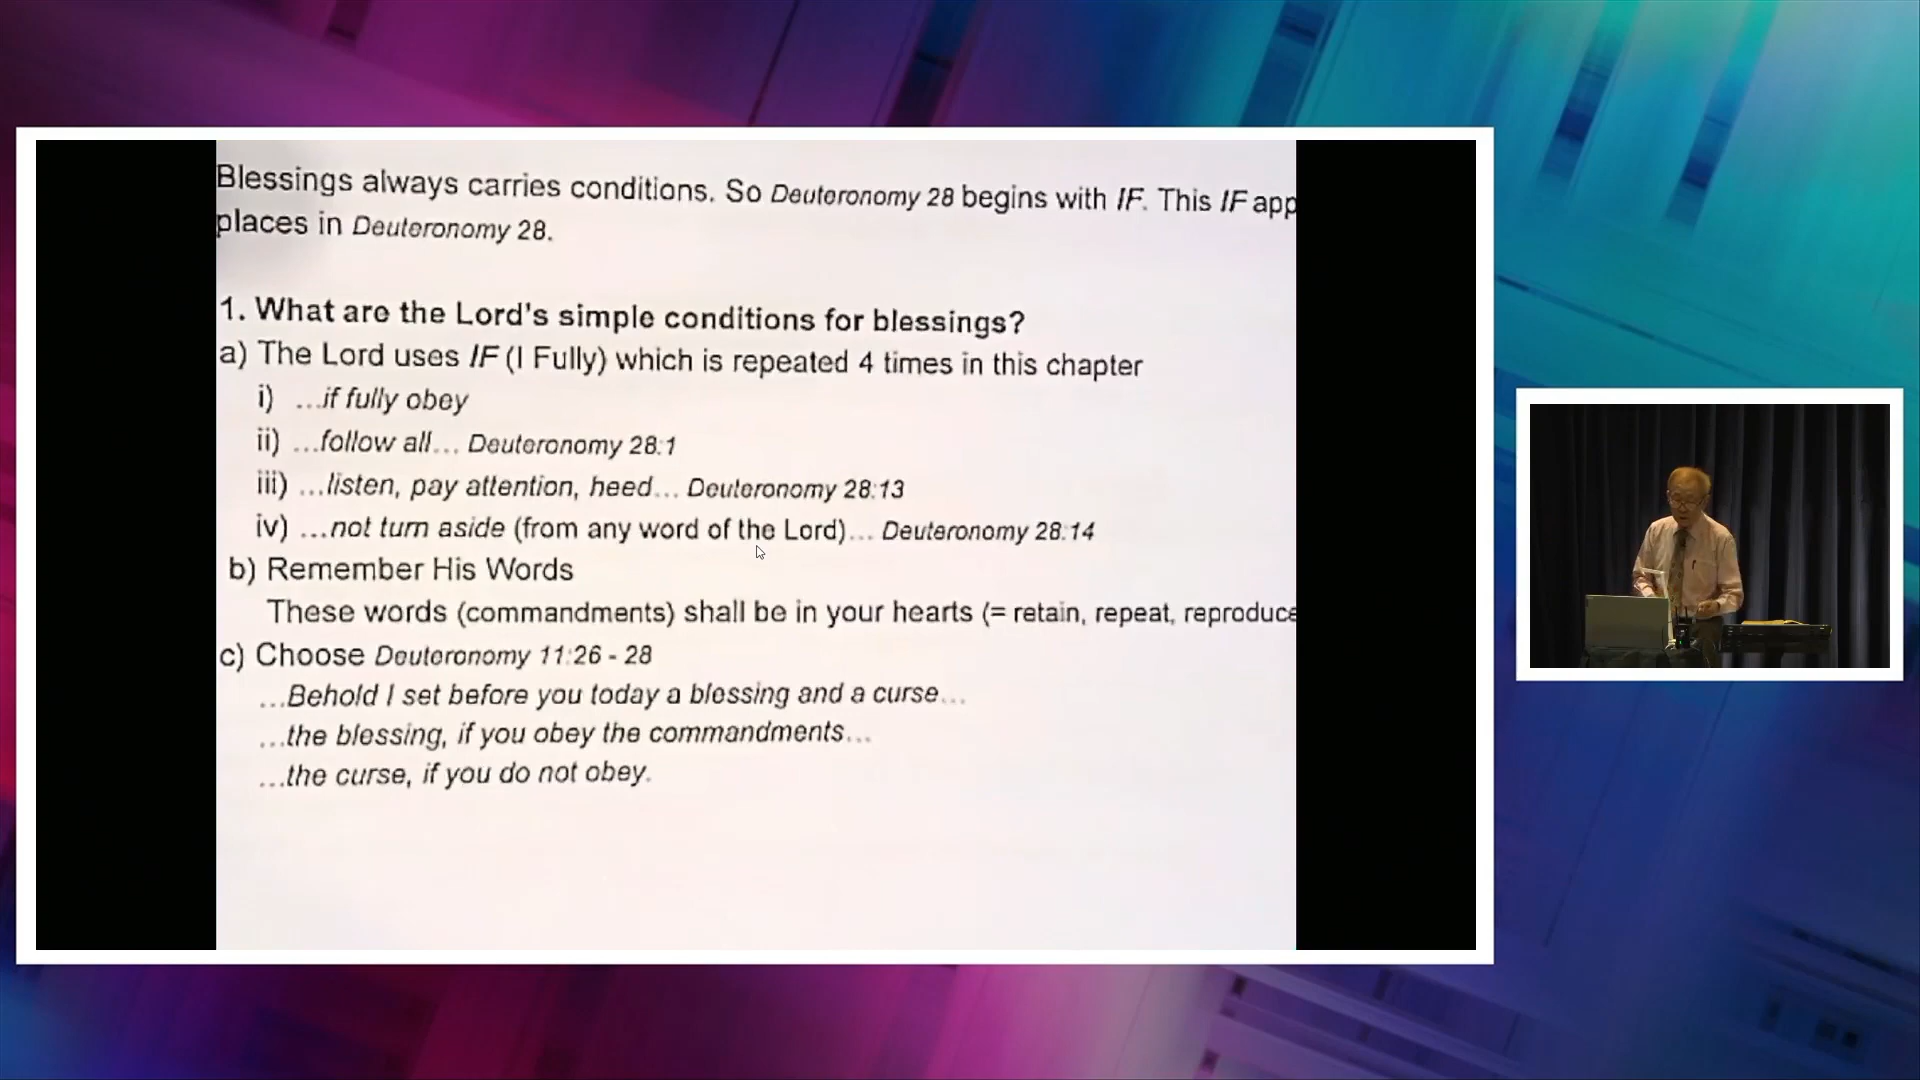 Blessings always carries conditions. So Deuteronomy 28 begins with IF. This IF app
places in Deuteronomy 28.
1. What are the Lord's simple conditions for blessings?
a) The Lord uses IF (I Fully) which is repeated 4 times in this chapter
i) ...if fully obey
ii) ...follow all... Deuteronomy 28:1
iii) ...listen, pay attention, heed... Deuteronomy 28:13
iv) ...not turn aside (from any word of the Lord)... Deuteronomy 28:14
b) Remember His Words
These words (commandments) shall be in your hearts (= retain, repeat, reproduce
c) Choose Deuteronomy 11:26 - 28
...Behold I set before you today a blessing and a curse...
...the blessing, if you obey the commandments...
...the curse, if you do not obey.